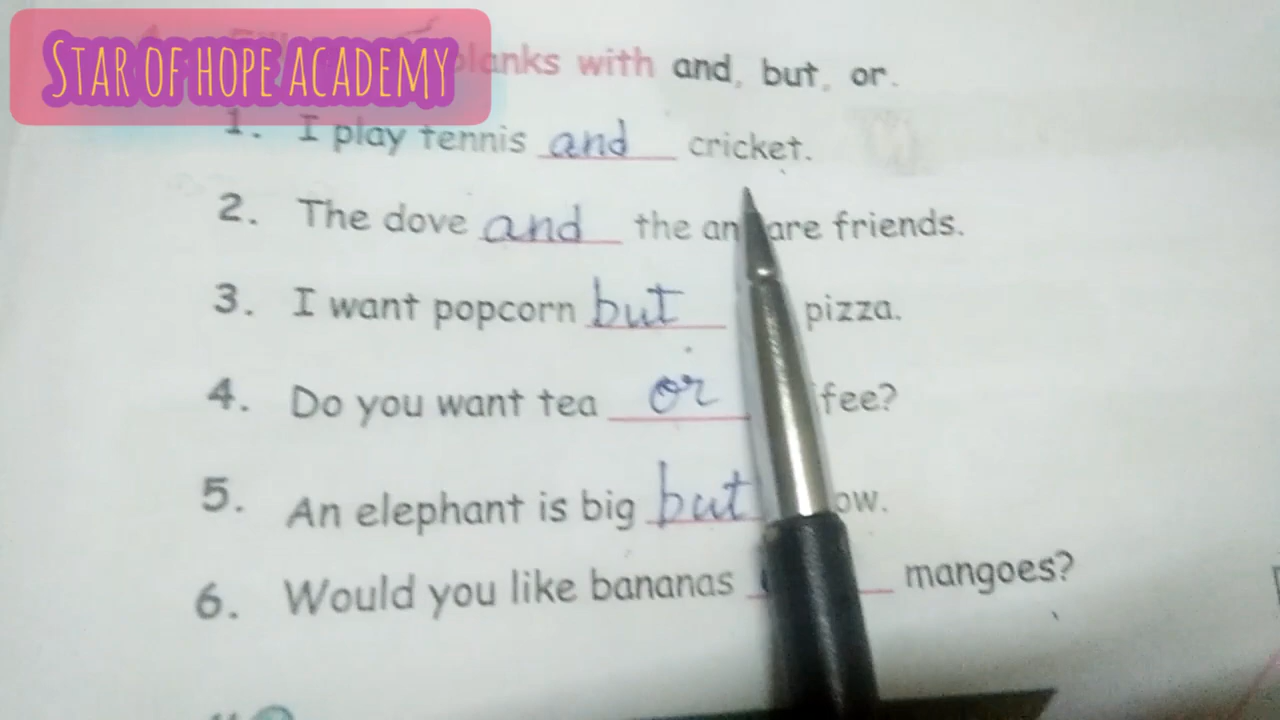 STAR OF HOPE ACADEMY
blanks with and, but, or.
1. I play tennis and cricket.
2. The dove and the an are friends.
3. I want popcorn but pizza.
4. Do you want tea or fee?
5. An elephant is big but ow.
6. Would you like bananas mangoes?